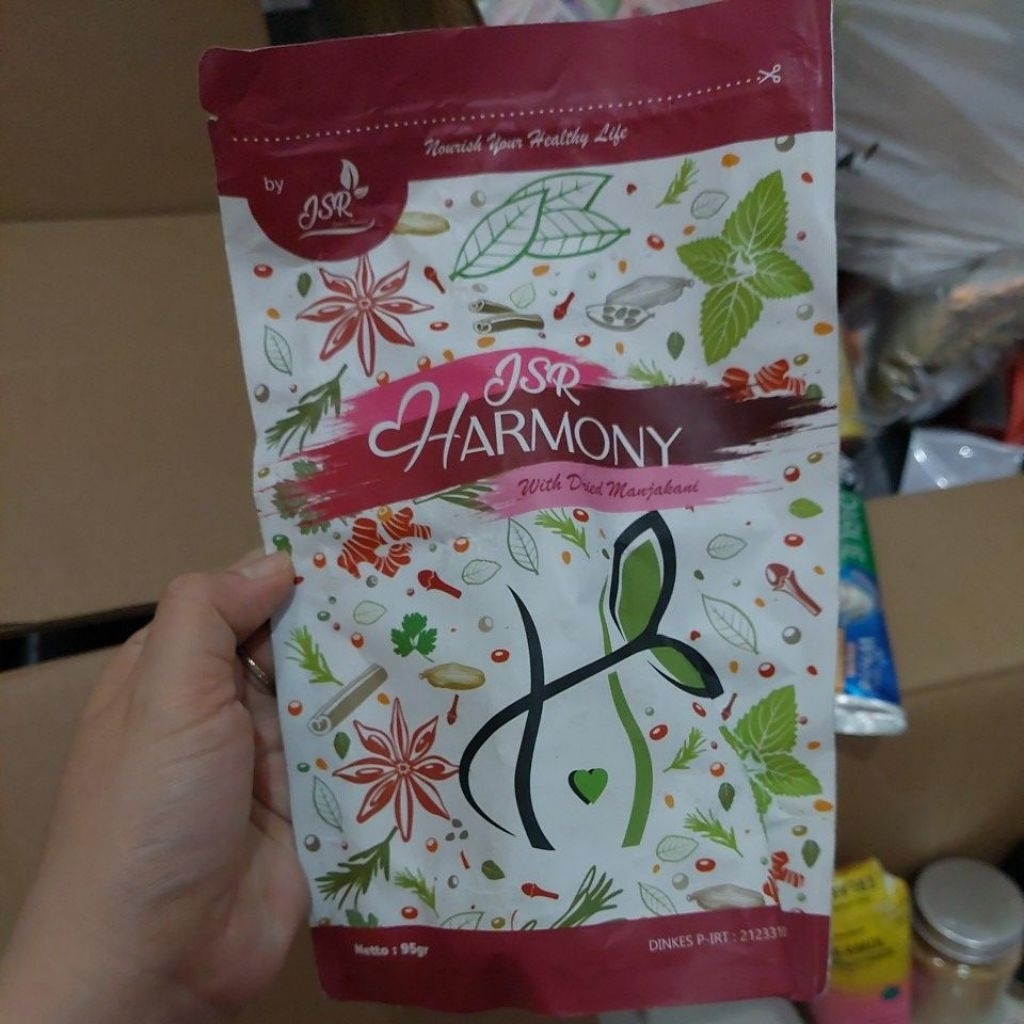 Nourish Your Healthy Life
by
JSR
JSR
HARMONY
With Dried Manjakani
Netto : 95gr
DINKES P-IRT : 2123310